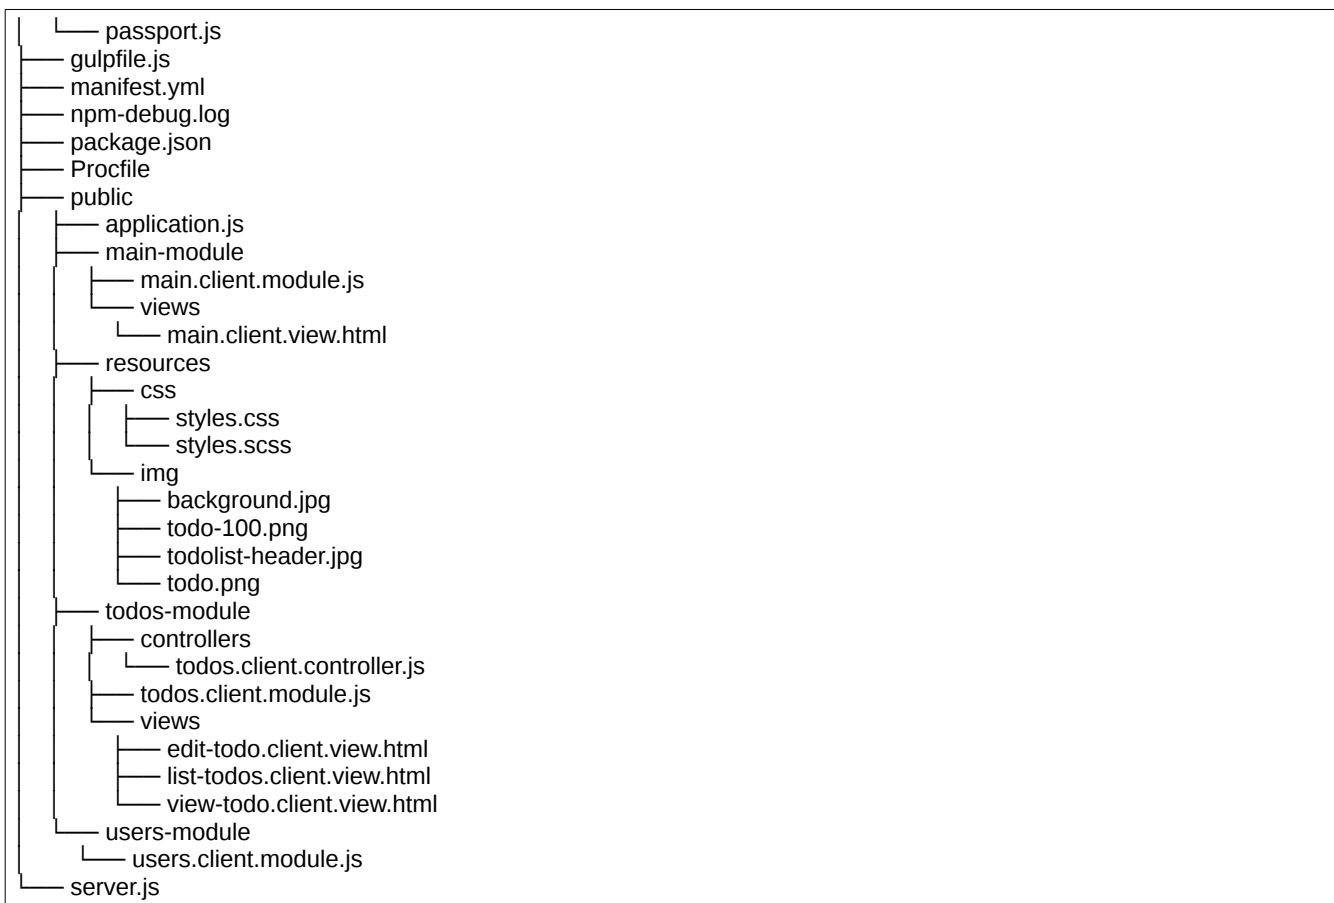 │   └── passport.js
├── gulpfile.js
├── manifest.yml
├── npm-debug.log
├── package.json
├── Procfile
├── public
│   ├── application.js
│   ├── main-module
│   │   ├── main.client.module.js
│   │   └── views
│   │       └── main.client.view.html
│   ├── resources
│   │   ├── css
│   │   │   ├── styles.css
│   │   │   └── styles.scss
│   │   └── img
│   │       ├── background.jpg
│   │       ├── todo-100.png
│   │       ├── todolist-header.jpg
│   │       └── todo.png
│   ├── todos-module
│   │   ├── controllers
│   │   │   └── todos.client.controller.js
│   │   ├── todos.client.module.js
│   │   └── views
│   │       ├── edit-todo.client.view.html
│   │       ├── list-todos.client.view.html
│   │       └── view-todo.client.view.html
│   └── users-module
│       └── users.client.module.js
└── server.js